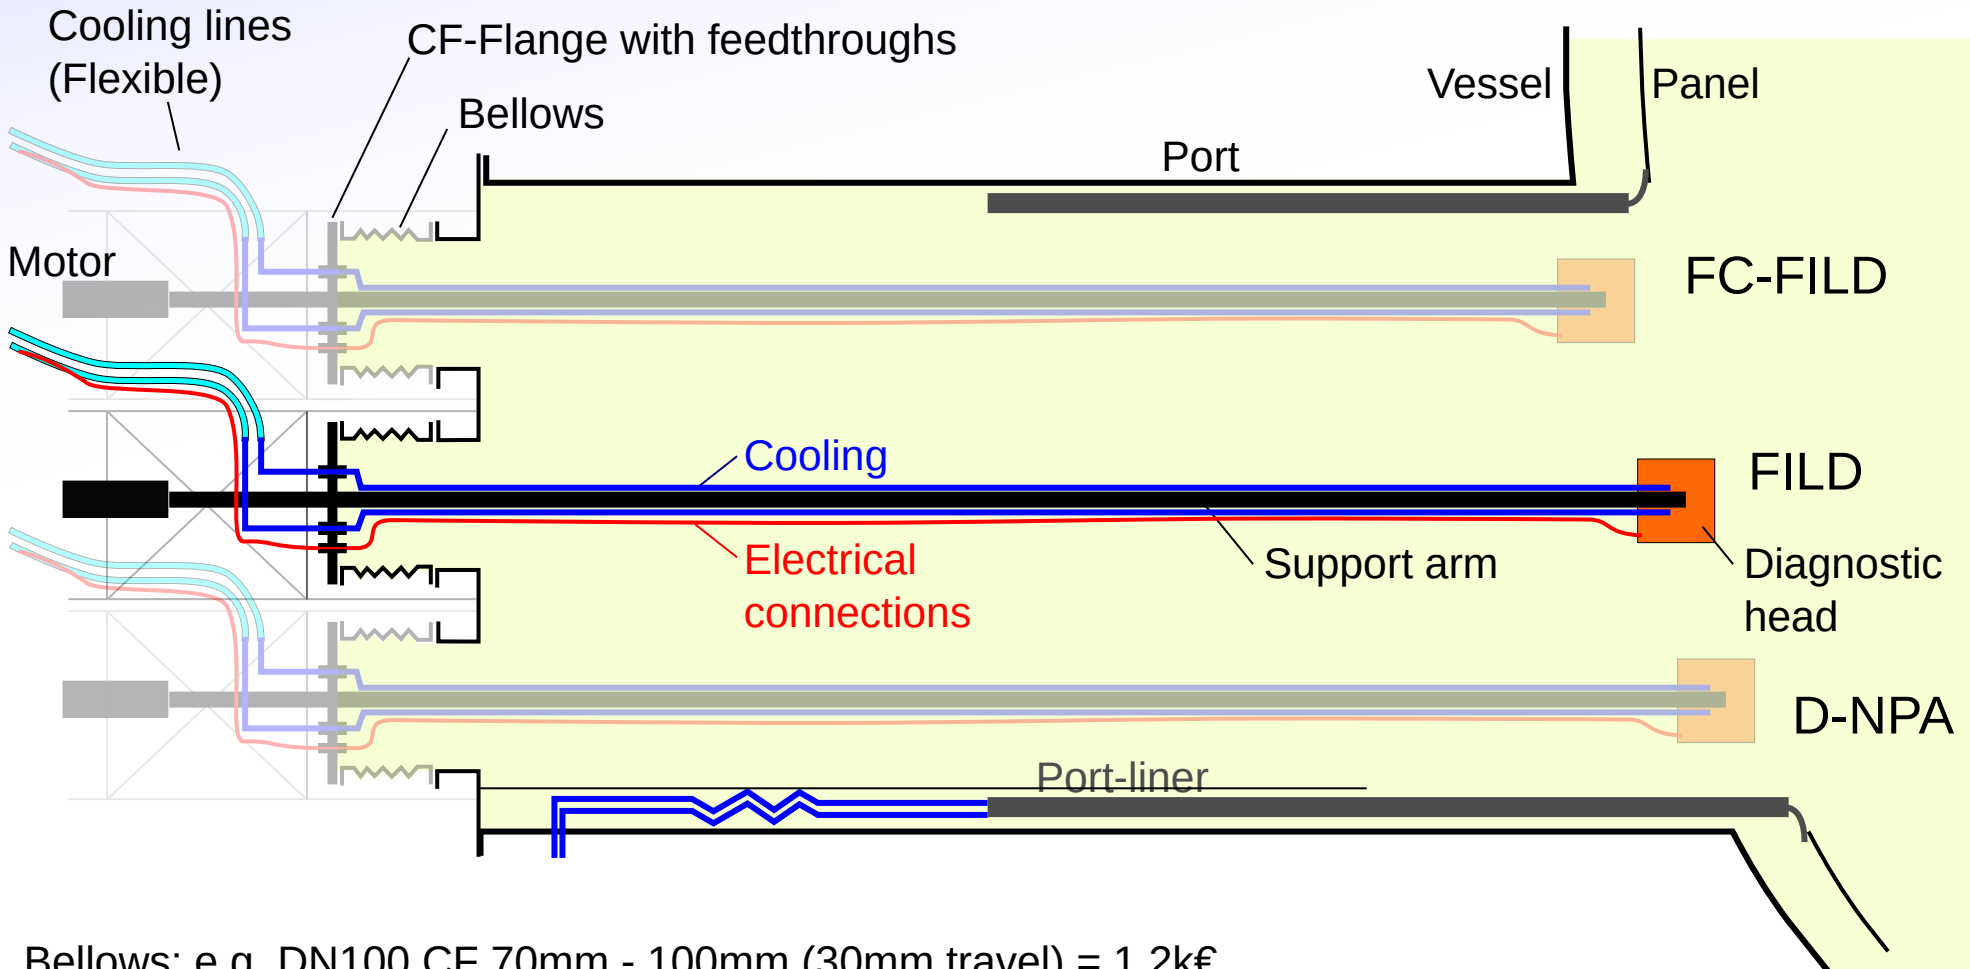 Cooling lines
(Flexible)
CF-Flange with feedthroughs
Bellows
Vessel
Panel
Port
Motor
FC-FILD
Cooling
FILD
Electrical
connections
Support arm
Diagnostic
head
D-NPA
Port-liner
Bellows: e.g. DN100 CF 70mm - 100mm (30mm travel) = 1.2k€